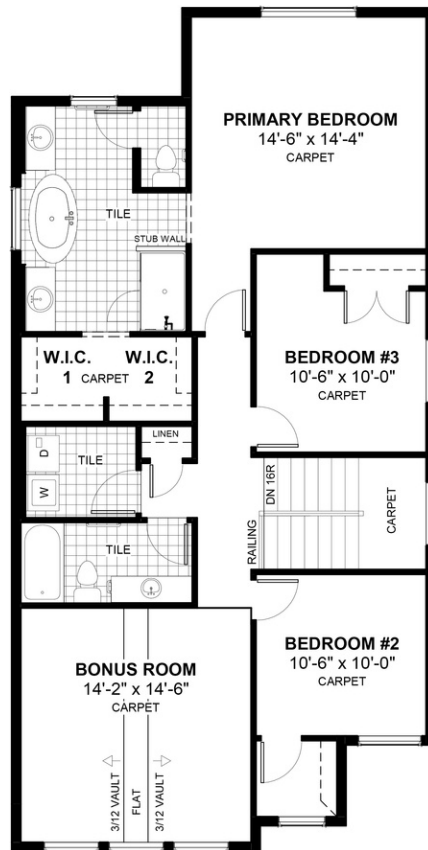 PRIMARY BEDROOM
14'-6" x 14'-4"
CARPET
TILE
STUB WALL
W.I.C.
1
W.I.C.
2
CARPET
BEDROOM #3
10'-6" x 10'-0"
CARPET
LINEN
D
W
TILE
DN 16R
RAILING
CARPET
TILE
BEDROOM #2
10'-6" x 10'-0"
CARPET
BONUS ROOM
14'-2" x 14'-6"
CARPET
3/12 VAULT
FLAT
3/12 VAULT